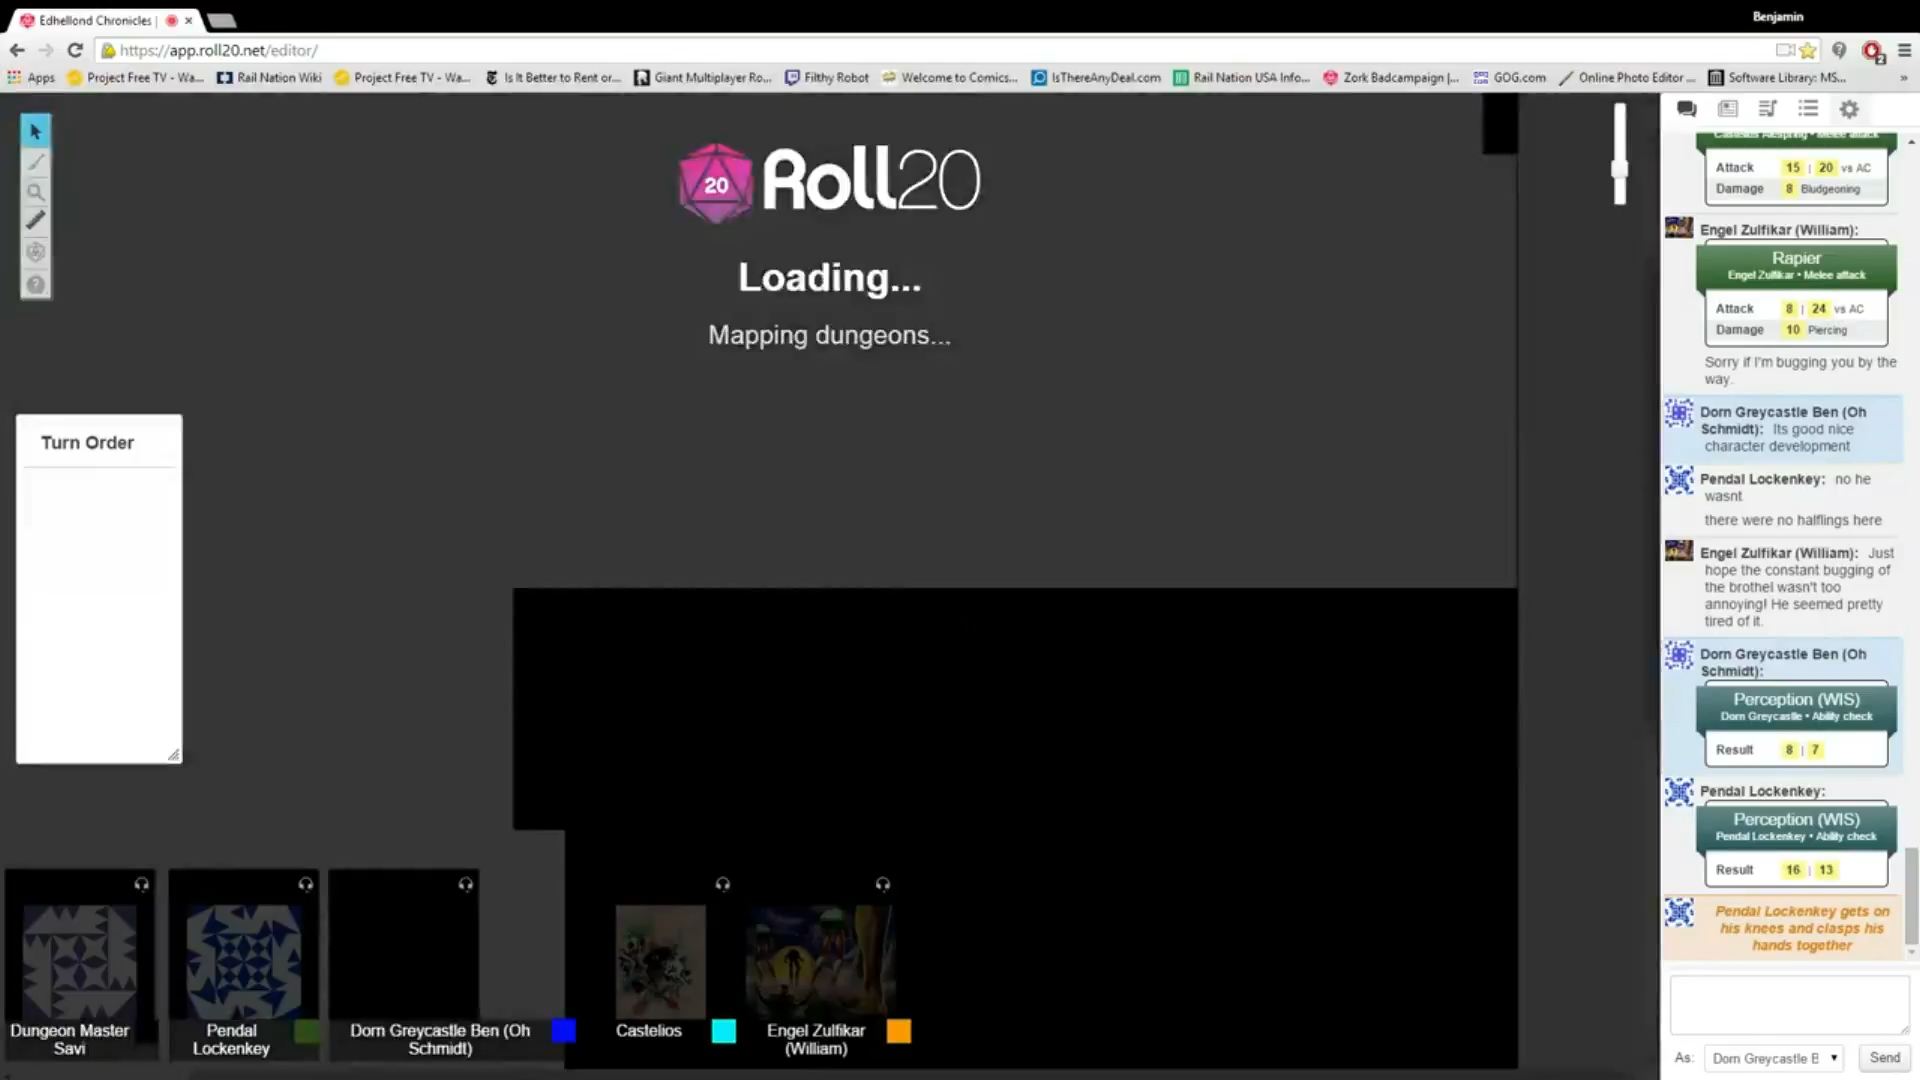 Edhellond Chronicles |
Benjamin
https://app.roll20.net/editor/
Apps
Project Free TV - Wa...
Rail Nation Wiki
Project Free TV - Wa...
Is It Better to Rent or...
Giant Multiplayer Ro...
Filthy Robot
Welcome to Comics...
IsThereAnyDeal.com
Rail Nation USA Info...
Zork Badcampaign |...
GOG.com
Online Photo Editor ...
Software Library: MS...
»
20
Roll20
Loading...
Mapping dungeons...
Turn Order
Attack 15 | 20 vs AC
Damage 8 Bludgeoning
Engel Zulfikar (William):
Rapier
Engel Zulfikar • Melee attack
Attack 8 | 24 vs AC
Damage 10 Piercing
Sorry if I'm bugging you by the
way.
Dorn Greycastle Ben (Oh
Schmidt): Its good nice
character development
Pendal Lockenkey: no he
wasnt
there were no halflings here
Engel Zulfikar (William): Just
hope the constant bugging of
the brothel wasn't too
annoying! He seemed pretty
tired of it.
Dorn Greycastle Ben (Oh
Schmidt):
Perception (WIS)
Dorn Greycastle • Ability check
Result 8 | 7
Pendal Lockenkey:
Perception (WIS)
Pendal Lockenkey • Ability check
Result 16 | 13
Pendal Lockenkey gets on
his knees and clasps his
hands together
As: Dorn Greycastle B
Send
Dungeon Master
Savi
Pendal
Lockenkey
Dorn Greycastle Ben (Oh
Schmidt)
Castelios
Engel Zulfikar
(William)